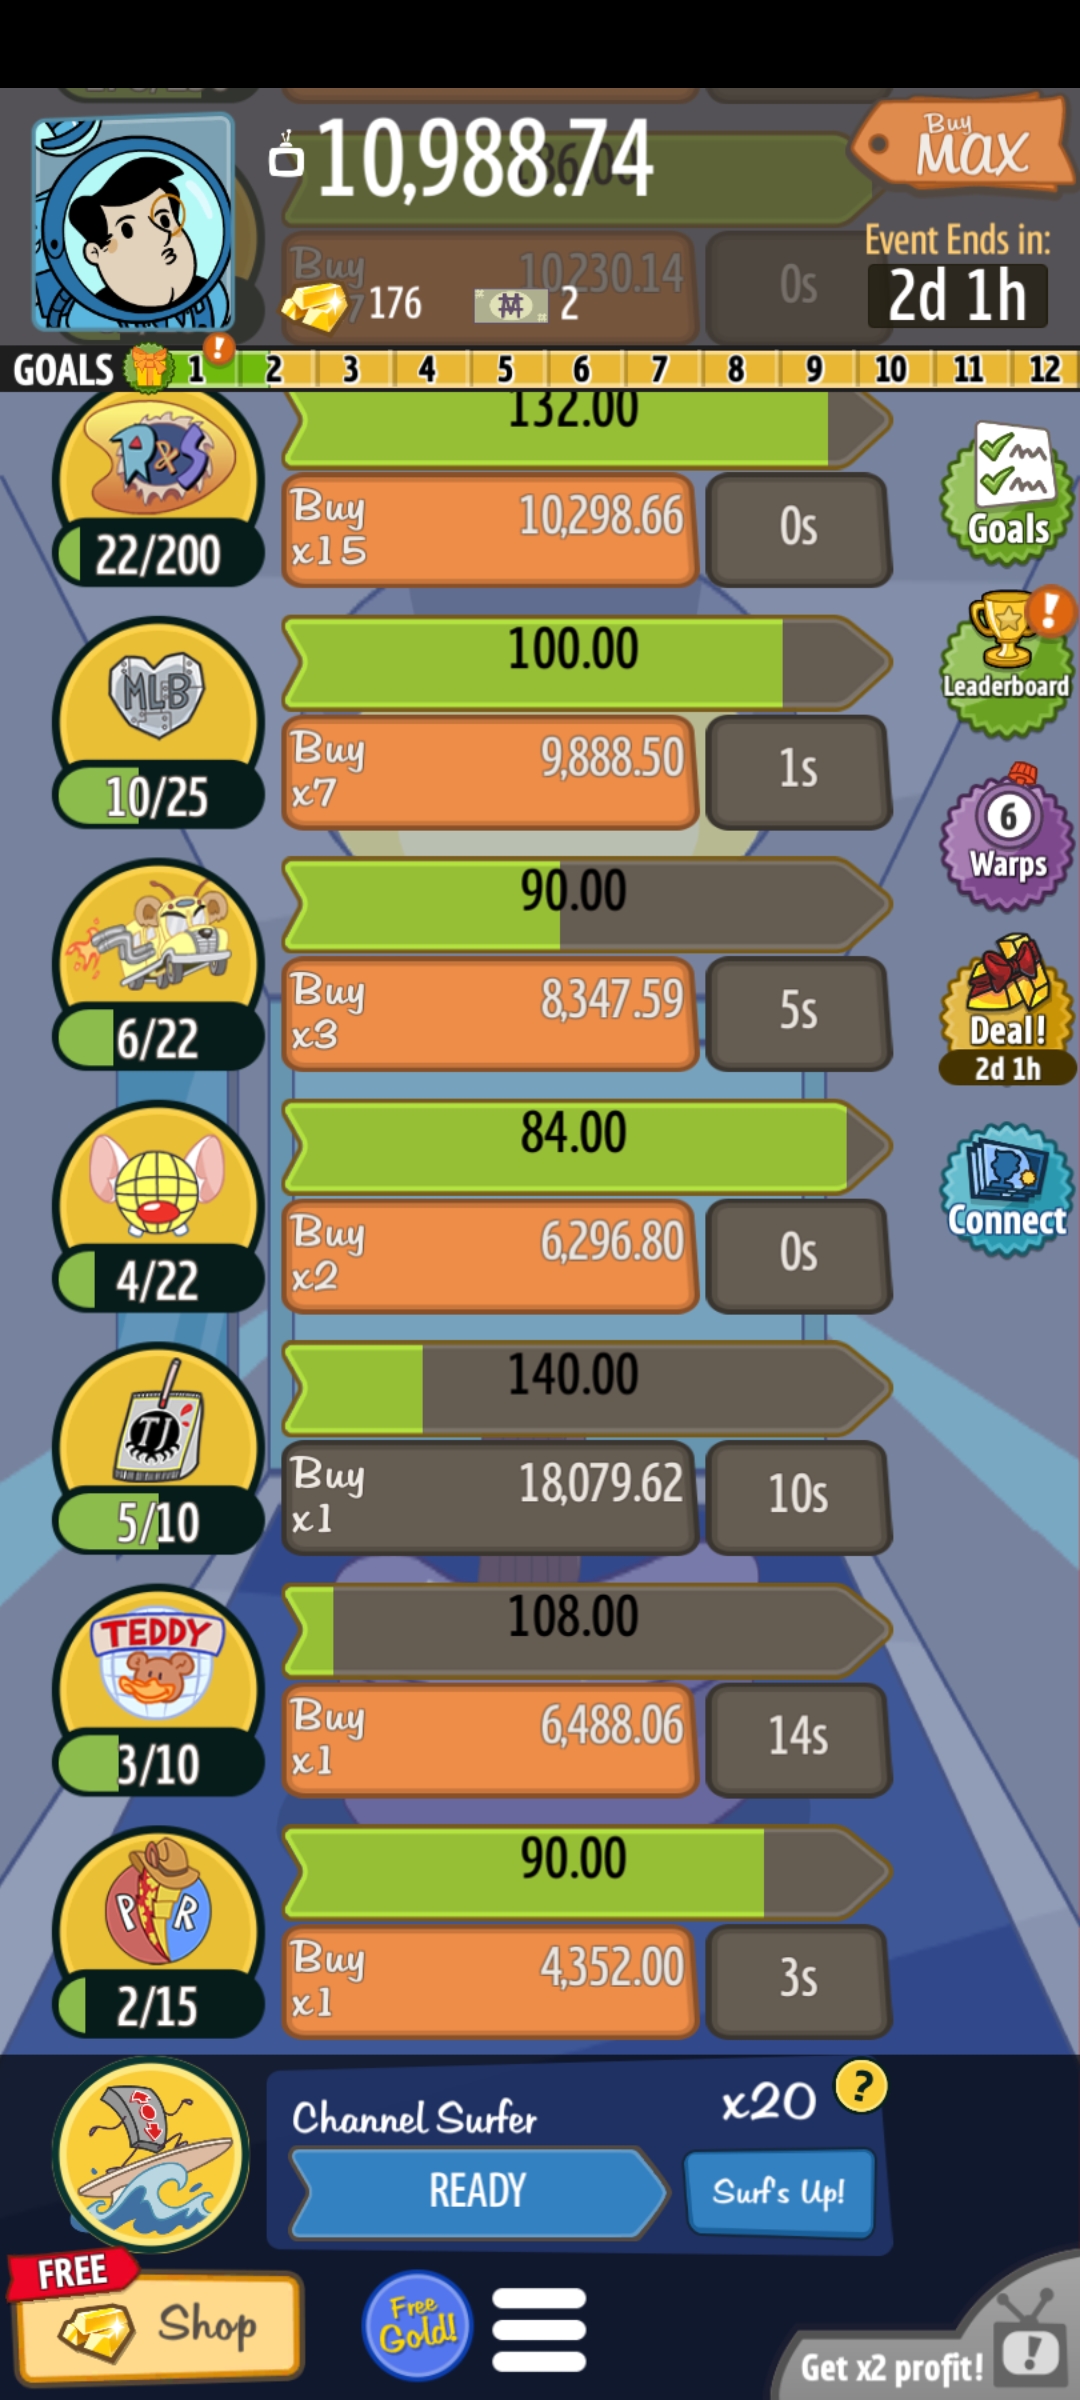 10,988.74
Buy
MAX
Event Ends in:
2d 1h
Buy
10230.14
0s
176
2
GOALS
1 ! 2 3 4 5 6 7 8 9 10 11 12
R&S
132.00
22/200
Buy
x15
10,298.66
0s
Goals
MLB
100.00
10/25
Buy
x7
9,888.50
1s
!
Leaderboard
90.00
6/22
Buy
x3
8,347.59
5s
6
Warps
Deal!
2d 1h
84.00
4/22
Buy
x2
6,296.80
0s
Connect
TJ
140.00
5/10
Buy
x1
18,079.62
10s
TEDDY
108.00
3/10
Buy
x1
6,488.06
14s
P R
90.00
2/15
Buy
x1
4,352.00
3s
Channel Surfer
x20
?
READY
Surf's Up!
FREE
Shop
Free
Gold!
Get x2 profit!
!